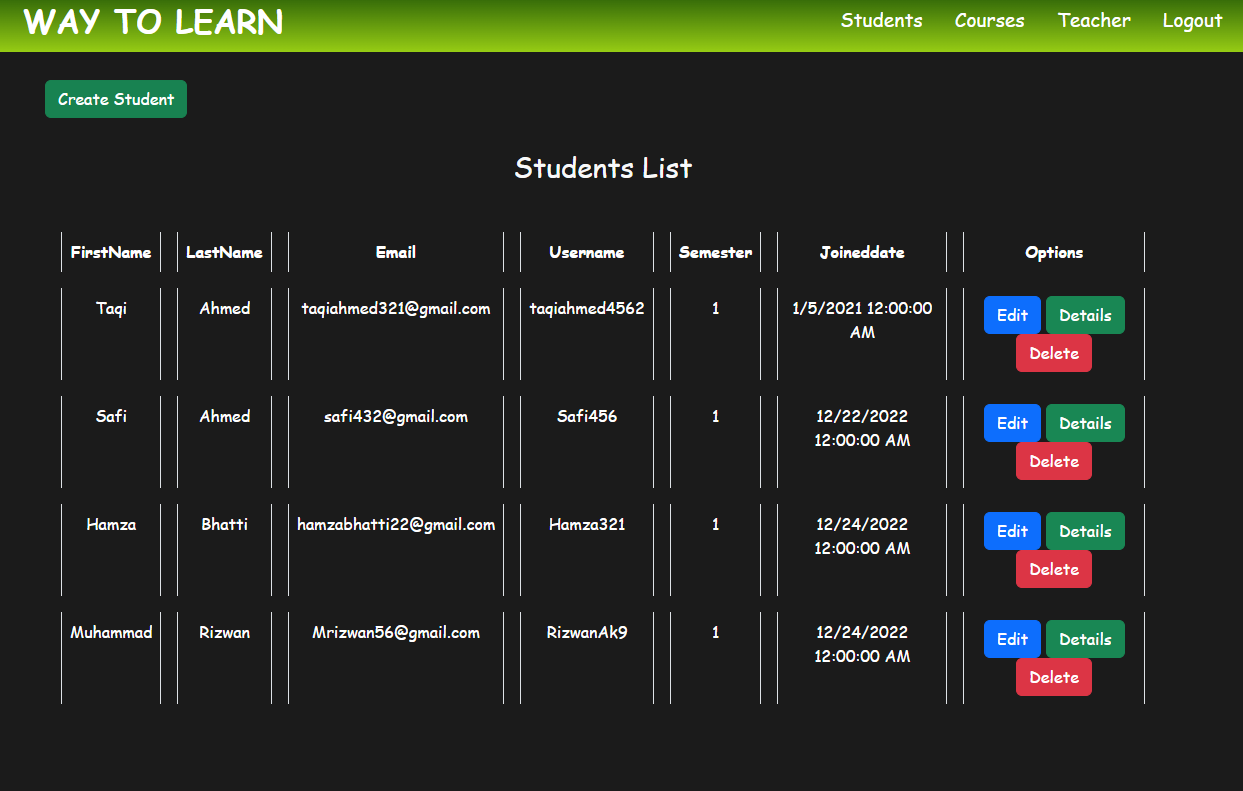 WAY TO LEARN Students Courses Teacher Logout
Create Student
Students List
FirstName LastName Email Username Semester Joineddate Options
Taqi Ahmed taqiahmed321@gmail.com taqiahmed4562 1 1/5/2021 12:00:00 Edit Details
AM Delete
Safi Ahmed safi432@gmail.com Safi456 1 12/22/2022 Edit Details
12:00:00 AM Delete
Hamza Bhatti hamzabhatti22@gmail.com Hamza321 1 12/24/2022 Edit Details
12:00:00 AM Delete
Muhammad Rizwan Mrizwan56@gmail.com RizwanAk9 1 12/24/2022 Edit Details
12:00:00 AM Delete